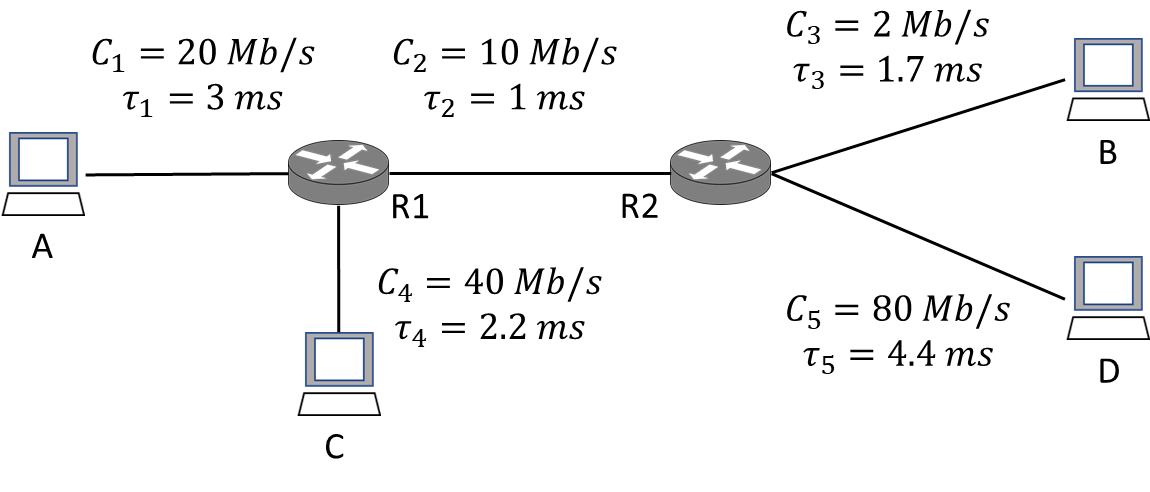 C₁ = 20 Mb/s
τ₁ = 3 ms
C₂ = 10 Mb/s
τ₂ = 1 ms
C₃ = 2 Mb/s
τ₃ = 1.7 ms
A
R1
R2
B
C₄ = 40 Mb/s
τ₄ = 2.2 ms
C₅ = 80 Mb/s
τ₅ = 4.4 ms
C
D